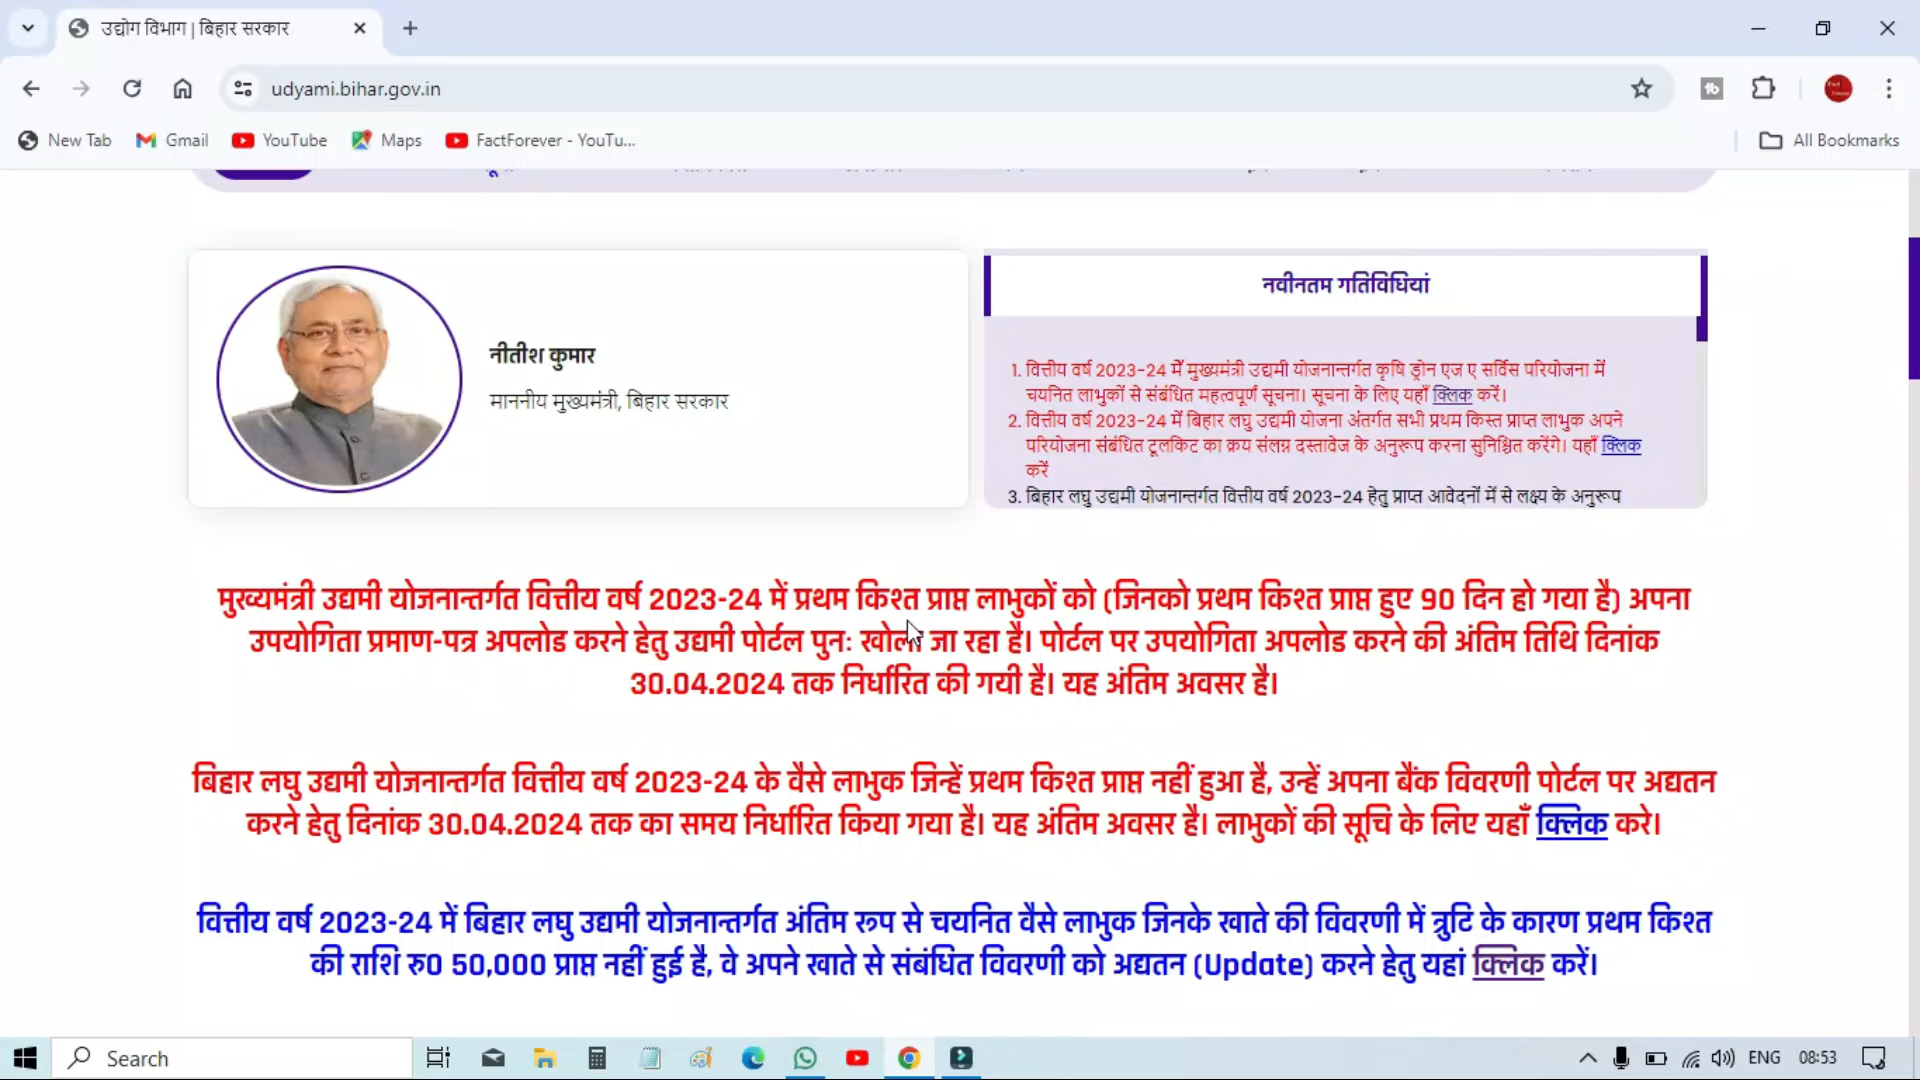 उद्योग विभाग | बिहार सरकार
udyami.bihar.gov.in
New Tab
Gmail
YouTube
Maps
FactForever - YouTu...
All Bookmarks
नीतीश कुमार
माननीय मुख्यमंत्री, बिहार सरकार
नवीनतम गतिविधियां
1. वित्तीय वर्ष 2023-24 में मुख्यमंत्री उद्यमी योजनान्तर्गत कृषि ड्रोन एज ए सर्विस परियोजना में
चयनित लाभुकों से संबंधित महत्वपूर्ण सूचना। सूचना के लिए यहाँ क्लिक करें।
2. वित्तीय वर्ष 2023-24 में बिहार लघु उद्यमी योजना अंतर्गत सभी प्रथम किस्त प्राप्त लाभुक अपने
परियोजना संबंधित टूलकिट का क्रय संलग्न दस्तावेज के अनुरूप करना सुनिश्चित करेंगे। यहाँ क्लिक
करें
3. बिहार लघु उद्यमी योजनान्तर्गत वित्तीय वर्ष 2023-24 हेतु प्राप्त आवेदनों में से लक्ष्य के अनुरूप
मुख्यमंत्री उद्यमी योजनान्तर्गत वित्तीय वर्ष 2023-24 में प्रथम किश्त प्राप्त लाभुकों को (जिनको प्रथम किश्त प्राप्त हुए 90 दिन हो गया है) अपना
उपयोगिता प्रमाण-पत्र अपलोड करने हेतु उद्यमी पोर्टल पुनः खोला जा रहा है। पोर्टल पर उपयोगिता अपलोड करने की अंतिम तिथि दिनांक
30.04.2024 तक निर्धारित की गयी है। यह अंतिम अवसर है।
बिहार लघु उद्यमी योजनान्तर्गत वित्तीय वर्ष 2023-24 के वैसे लाभुक जिन्हें प्रथम किश्त प्राप्त नहीं हुआ है, उन्हें अपना बैंक विवरणी पोर्टल पर अद्यतन
करने हेतु दिनांक 30.04.2024 तक का समय निर्धारित किया गया है। यह अंतिम अवसर है। लाभुकों की सूचि के लिए यहाँ क्लिक करे।
वित्तीय वर्ष 2023-24 में बिहार लघु उद्यमी योजनान्तर्गत अंतिम रूप से चयनित वैसे लाभुक जिनके खाते की विवरणी में त्रुटि के कारण प्रथम किश्त
की राशि रु0 50,000 प्राप्त नहीं हुई है, वे अपने खाते से संबंधित विवरणी को अद्यतन (Update) करने हेतु यहां क्लिक करें।
Search
ENG
08:53